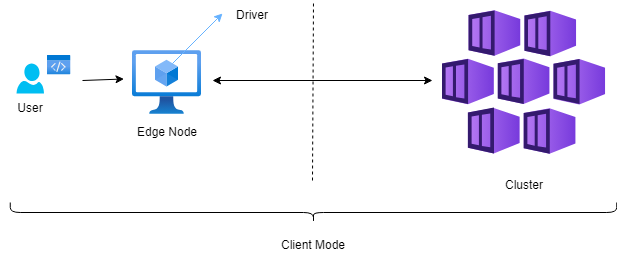 Driver
User
Edge Node
Cluster
Client Mode